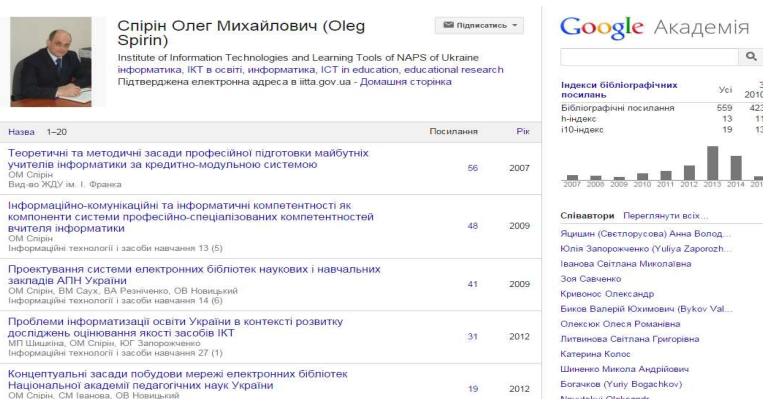 Спірін Олег Михайлович (Oleg
Spirin)
Підписатись
Institute of Information Technologies and Learning Tools of NAPS of Ukraine
інформатика, ІКТ в освіті, информатика, ICT in education, educational research
Підтверджена електронна адреса в iitta.gov.ua - Домашня сторінка
Назва 1–20 Посилання Рік
Теоретичні та методичні засади професійної підготовки майбутніх
учителів інформатики за кредитно-модульною системою
ОМ Спірін
Вид-во ЖДУ ім. І. Франка
56 2007
Інформаційно-комунікаційні та інформатичні компетентності як
компоненти системи професійно-спеціалізованих компетентностей
вчителя інформатики
ОМ Спірін
Інформаційні технології і засоби навчання 13 (5)
48 2009
Проектування системи електронних бібліотек наукових і навчальних
закладів АПН України
ОМ Спірін, ВМ Саух, ВА Резніченко, ОВ Новицький
Інформаційні технології і засоби навчання 14 (6)
41 2009
Проблеми інформатизації освіти України в контексті розвитку
досліджень оцінювання якості засобів ІКТ
МП Шишкіна, ОМ Спірін, ЮГ Запорожченко
Інформаційні технології і засоби навчання 27 (1)
31 2012
Концептуальні засади побудови мережі електронних бібліотек
Національної академії педагогічних наук України
ОМ Спірін, СМ Іванова, ОВ Новицький
19 2012
Google Академія
Індекси бібліографічних
посилань
Усі
З
2010
Бібліографічні посилання 559 423
h-індекс 13 11
i10-індекс 19 13
2007 2008 2009 2010 2011 2012 2013 2014
Співавтори Переглянути всіх...
Яцишин (Свєтлорусова) Анна Волод...
Юлія Запорожченко (Yuliya Zaporozh...
Іванова Світлана Миколаївна
Зоя Савченко
Кривонос Олександр
Биков Валерій Юхимович (Bykov Val...
Олексюк Олеся Романівна
Литвинова Світлана Григорівна
Катерина Колос
Шиненко Микола Андрійович
Богачков (Yuriy Bogachkov)